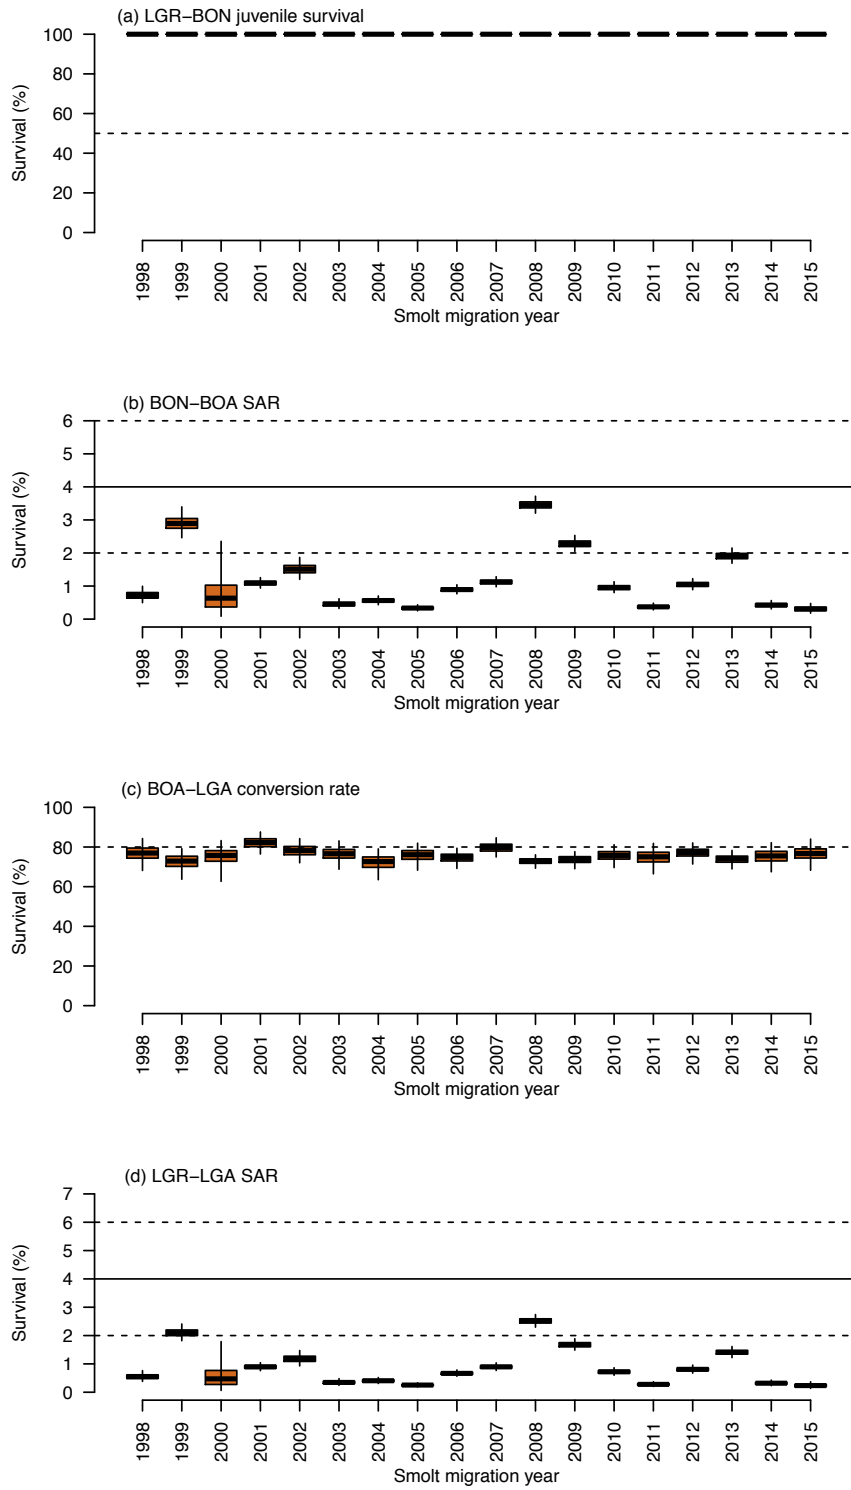 (a) LGR−BON juvenile survival
100
80
60
40
20
0
Survival (%)
1998 1999 2000 2001 2002 2003 2004 2005 2006 2007 2008 2009 2010 2011 2012 2013 2014 2015
Smolt migration year
(b) BON−BOA SAR
6
5
4
3
2
1
0
Survival (%)
1998 1999 2000 2001 2002 2003 2004 2005 2006 2007 2008 2009 2010 2011 2012 2013 2014 2015
Smolt migration year
(c) BOA−LGA conversion rate
100
80
60
40
20
0
Survival (%)
1998 1999 2000 2001 2002 2003 2004 2005 2006 2007 2008 2009 2010 2011 2012 2013 2014 2015
Smolt migration year
(d) LGR−LGA SAR
7
6
5
4
3
2
1
0
Survival (%)
1998 1999 2000 2001 2002 2003 2004 2005 2006 2007 2008 2009 2010 2011 2012 2013 2014 2015
Smolt migration year